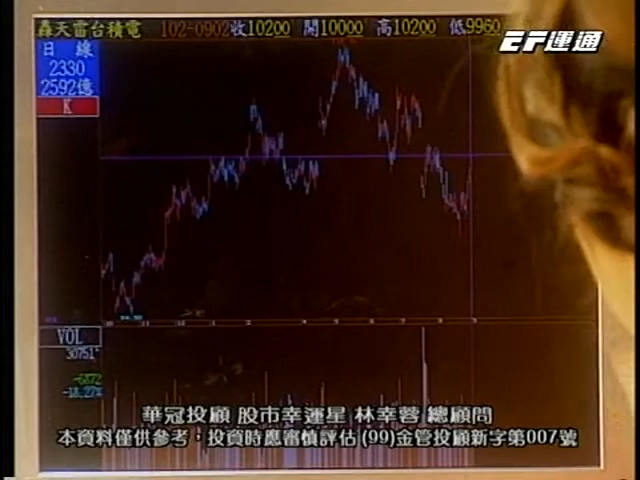 轟天雷台積電 102-0902收10200 開10000 高10200 低9960
EF運通
日 線
2330
2592億
K
VOL
30751
-6872
-18.27%
華冠投顧 股市幸運星 林幸蓉 總顧問
本資料僅供參考，投資時應審慎評估(99)金管投顧新字第007號